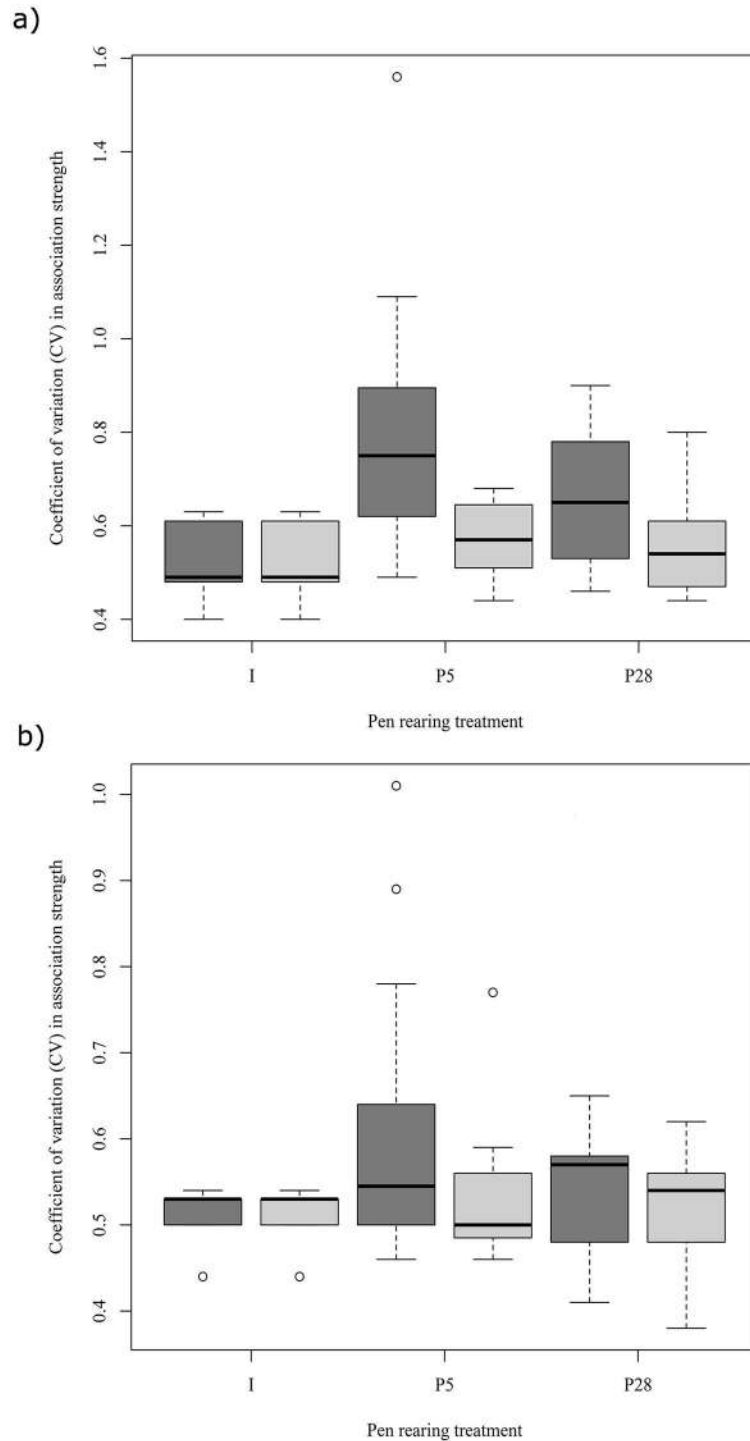 a)
Coefficient of variation (CV) in association strength
1.6
1.4
1.2
1.0
0.8
0.6
0.4
I P5 P28
Pen rearing treatment
b)
Coefficient of variation (CV) in association strength
1.0
0.9
0.8
0.7
0.6
0.5
0.4
I P5 P28
Pen rearing treatment